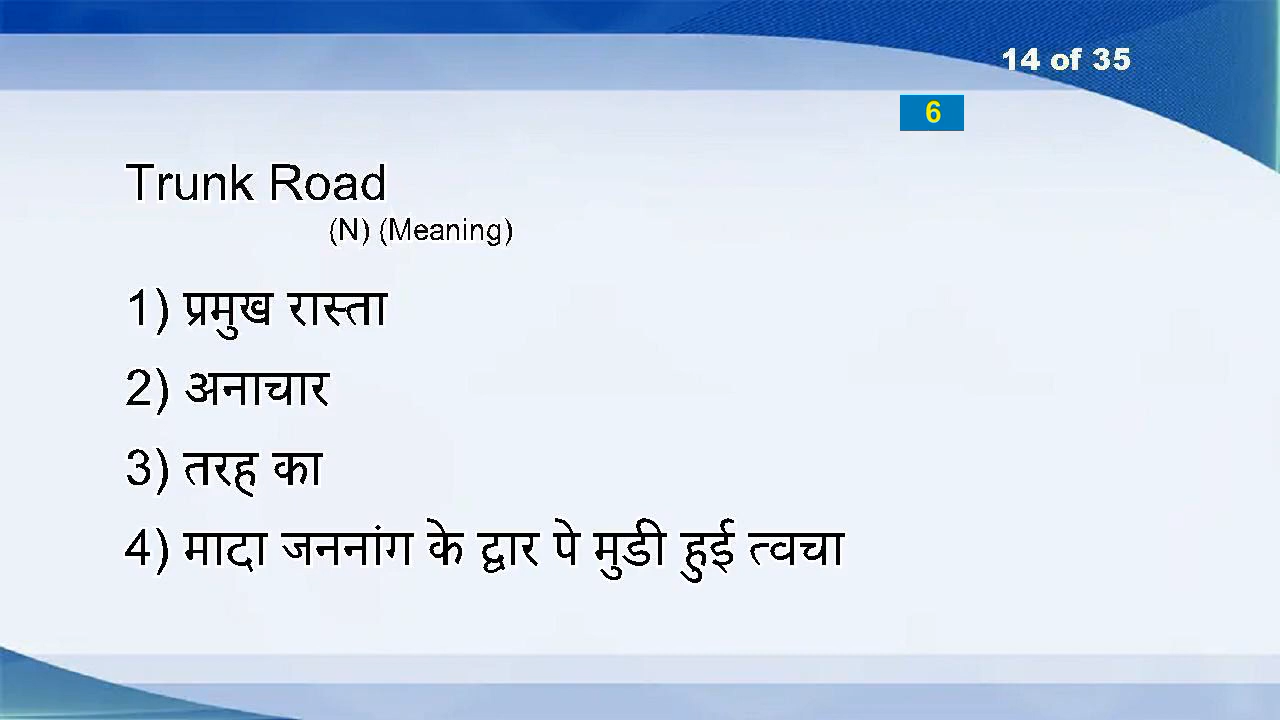 14 of 35
6
Trunk Road
(N) (Meaning)
1) प्रमुख रास्ता
2) अनाचार
3) तरह का
4) मादा जननांग के द्वार पे मुडी हुई त्वचा